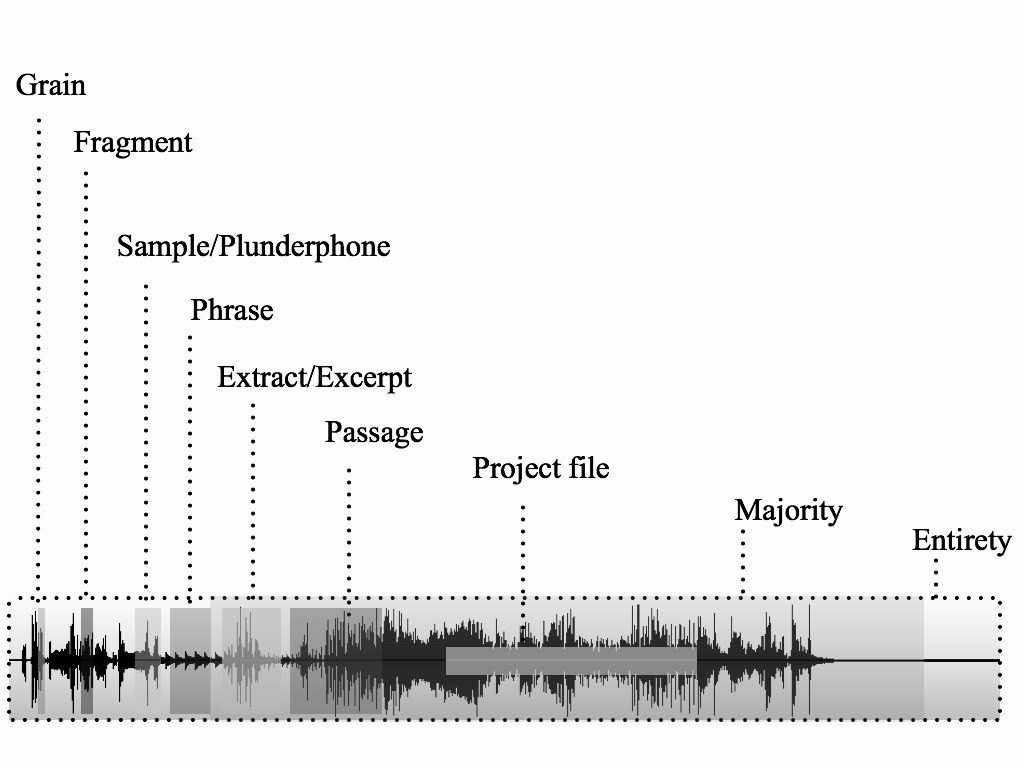 Grain
Fragment
Sample/Plunderphone
Phrase
Extract/Excerpt
Passage
Project file
Majority
Entirety